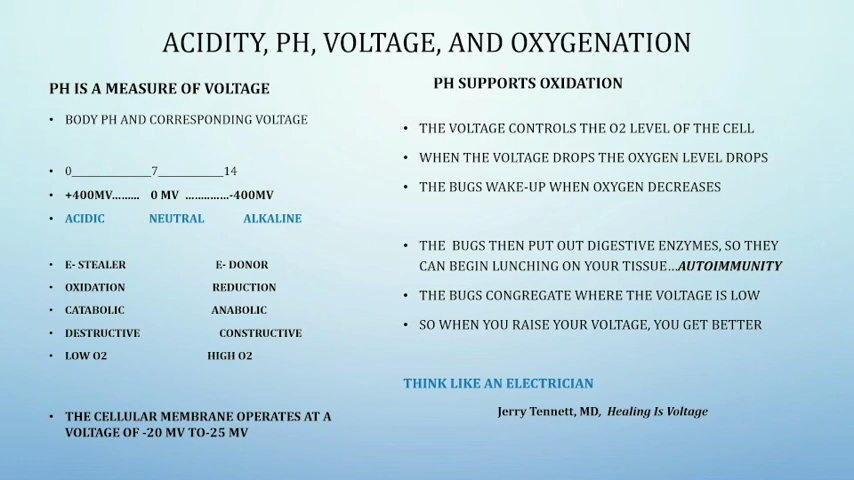 ACIDITY, PH, VOLTAGE, AND OXYGENATION
PH IS A MEASURE OF VOLTAGE
• BODY PH AND CORRESPONDING VOLTAGE
• 0_________________7______________14
• +400MV......... 0 MV ..............-400MV
• ACIDIC NEUTRAL ALKALINE
• E- STEALER E- DONOR
• OXIDATION REDUCTION
• CATABOLIC ANABOLIC
• DESTRUCTIVE CONSTRUCTIVE
• LOW O2 HIGH O2
• THE CELLULAR MEMBRANE OPERATES AT A
VOLTAGE OF -20 MV TO-25 MV
PH SUPPORTS OXIDATION
• THE VOLTAGE CONTROLS THE O2 LEVEL OF THE CELL
• WHEN THE VOLTAGE DROPS THE OXYGEN LEVEL DROPS
• THE BUGS WAKE-UP WHEN OXYGEN DECREASES
• THE BUGS THEN PUT OUT DIGESTIVE ENZYMES, SO THEY
CAN BEGIN LUNCHING ON YOUR TISSUE...AUTOIMMUNITY
• THE BUGS CONGREGATE WHERE THE VOLTAGE IS LOW
• SO WHEN YOU RAISE YOUR VOLTAGE, YOU GET BETTER
THINK LIKE AN ELECTRICIAN
Jerry Tennett, MD, Healing Is Voltage